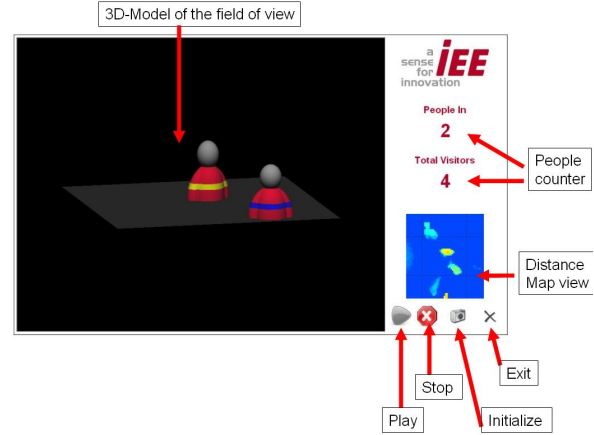 3D-Model of the field of view
a
sense
for
innovation
iEE
People In
2
Total Visitors
4
People
counter
Distance
Map view
Exit
Stop
Play
Initialize